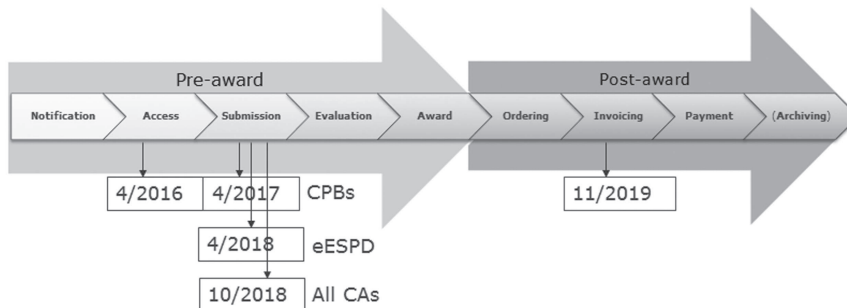 Pre-award
Post-award
Notification
Access
Submission
Evaluation
Award
Ordering
Invoicing
Payment
(Archiving)
4/2016
4/2017
CPBs
11/2019
4/2018
eESPD
10/2018
All CAs